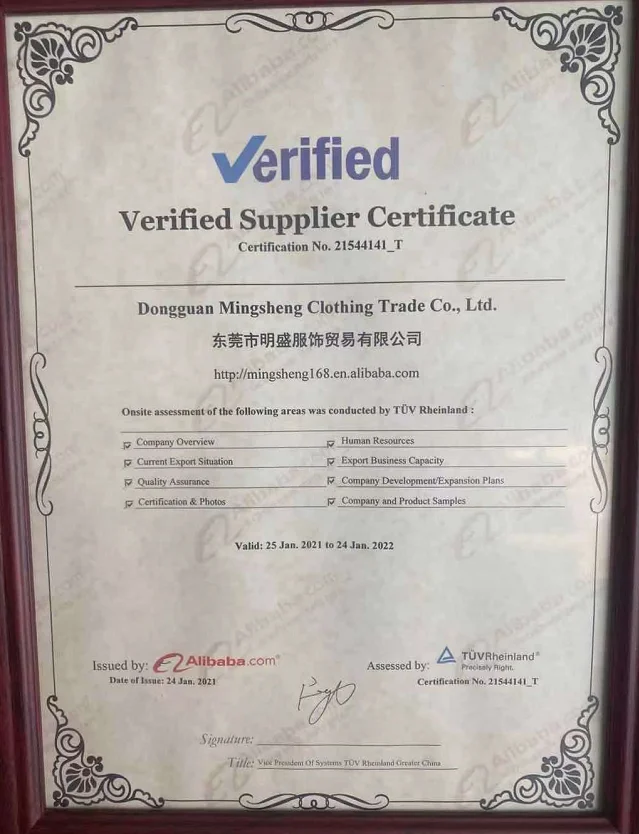 Verified
Verified Supplier Certificate
Certification No. 21544141_T
Dongguan Mingsheng Clothing Trade Co., Ltd.
东莞市明盛服饰贸易有限公司
http://mingsheng168.en.alibaba.com
Onsite assessment of the following areas was conducted by TÜV Rheinland :
Company Overview
Human Resources
Current Export Situation
Export Business Capacity
Quality Assurance
Company Development/Expansion Plans
Certification & Photos
Company and Product Samples
Valid: 25 Jan. 2021 to 24 Jan. 2022
Issued by: Alibaba.com®
Assessed by: TÜVRheinland®
Precisely Right.
Date of Issue: 24 Jan. 2021
Certification No. 21544141_T
Signature:
Title: Vice President Of Systems TÜV Rheinland Greater China